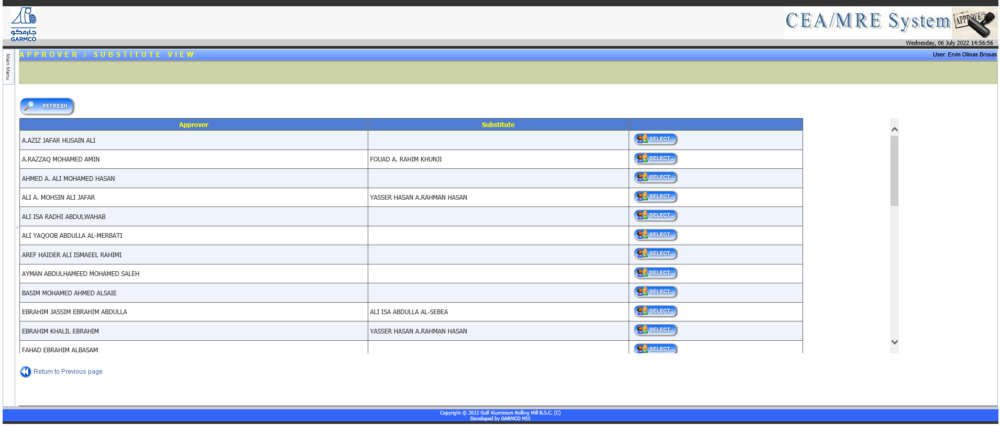 جارمكو
GARMCO
CEA/MRE System
APPROVED
Wednesday, 06 July 2022 14:56:56
Main Menu
APPROVER / SUBSTITUTE VIEW
User: Ervin Olinas Brosas
REFRESH
Approver Substitute
A.AZIZ JAFAR HUSAIN ALI SELECT...
A.RAZZAQ MOHAMED AMIN FOUAD A. RAHIM KHUNJI SELECT...
AHMED A. ALI MOHAMED HASAN SELECT...
ALI A. MOHSIN ALI JAFAR YASSER HASAN A.RAHMAN HASAN SELECT...
ALI ISA RADHI ABDULWAHAB SELECT...
ALI YAQOOB ABDULLA AL-MERBATI SELECT...
AREF HAIDER ALI ISMAEEL RAHIMI SELECT...
AYMAN ABDULHAMEED MOHAMED SALEH SELECT...
BASIM MOHAMED AHMED ALSAIE SELECT...
EBRAHIM JASSIM EBRAHIM ABDULLA ALI ISA ABDULLA AL-SEBEA SELECT...
EBRAHIM KHALIL EBRAHIM YASSER HASAN A.RAHMAN HASAN SELECT...
FAHAD EBRAHIM ALBASAM SELECT...
Return to Previous page
Copyright © 2022 Gulf Aluminium Rolling Mill B.S.C. (C)
Developed by GARMCO MIS